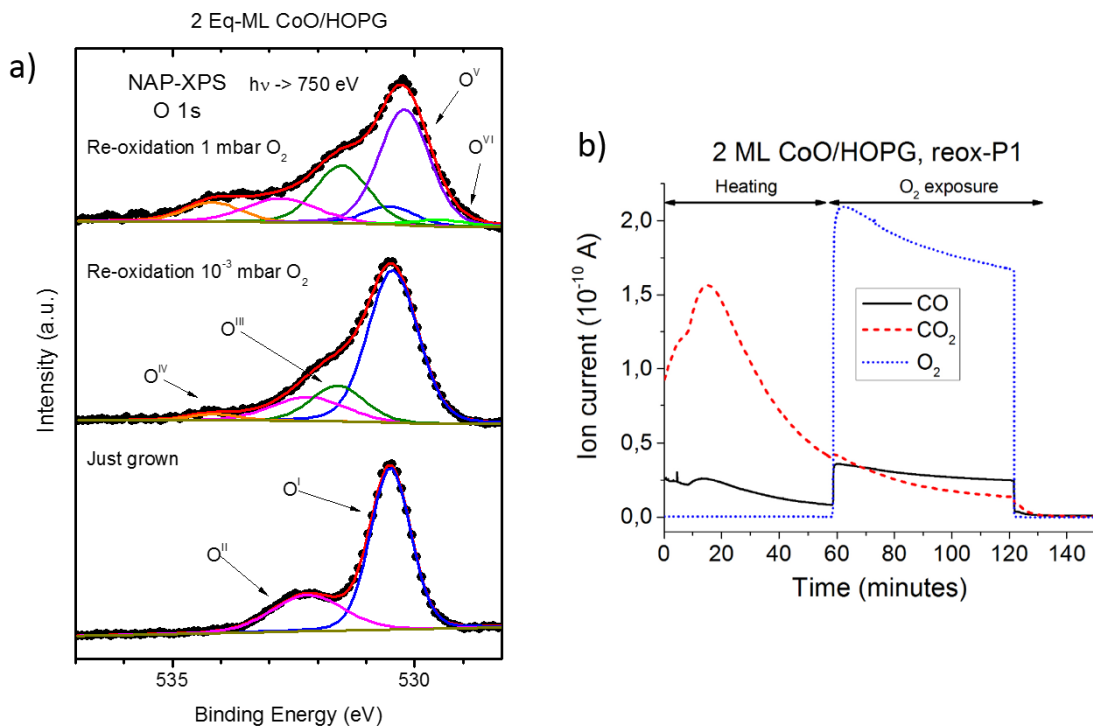 2 Eq-ML CoO/HOPG
a)
NAP-XPS hν -> 750 eV
O 1s
O^V
O^VI
Re-oxidation 1 mbar O₂
Re-oxidation 10⁻³ mbar O₂
O^III
O^IV
Just grown
O^I
O^II
Intensity (a.u.)
535 530
Binding Energy (eV)
b)
2 ML CoO/HOPG, reox-P1
Heating O₂ exposure
2,0
1,5
1,0
0,5
0,0
Ion current (10⁻¹⁰ A)
CO
CO₂
O₂
0 20 40 60 80 100 120 140
Time (minutes)